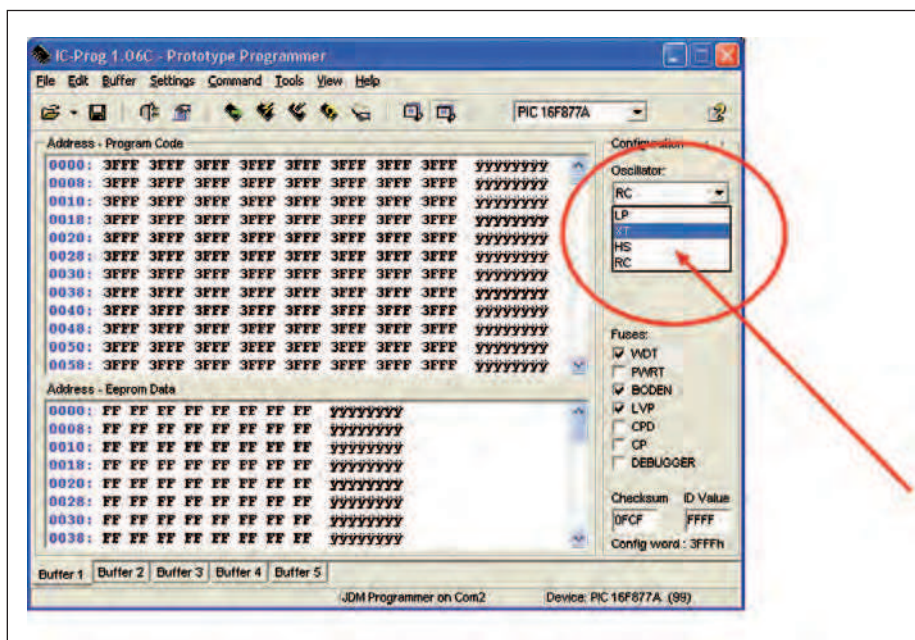 IC-Prog 1.06C - Prototype Programmer
File Edit Buffer Settings Command Tools View Help
PIC 16F877A
Address - Program Code
0000: 3FFF 3FFF 3FFF 3FFF 3FFF 3FFF 3FFF 3FFF ÿÿÿÿÿÿÿÿ
0008: 3FFF 3FFF 3FFF 3FFF 3FFF 3FFF 3FFF 3FFF ÿÿÿÿÿÿÿÿ
0010: 3FFF 3FFF 3FFF 3FFF 3FFF 3FFF 3FFF 3FFF ÿÿÿÿÿÿÿÿ
0018: 3FFF 3FFF 3FFF 3FFF 3FFF 3FFF 3FFF 3FFF ÿÿÿÿÿÿÿÿ
0020: 3FFF 3FFF 3FFF 3FFF 3FFF 3FFF 3FFF 3FFF ÿÿÿÿÿÿÿÿ
0028: 3FFF 3FFF 3FFF 3FFF 3FFF 3FFF 3FFF 3FFF ÿÿÿÿÿÿÿÿ
0030: 3FFF 3FFF 3FFF 3FFF 3FFF 3FFF 3FFF 3FFF ÿÿÿÿÿÿÿÿ
0038: 3FFF 3FFF 3FFF 3FFF 3FFF 3FFF 3FFF 3FFF ÿÿÿÿÿÿÿÿ
0040: 3FFF 3FFF 3FFF 3FFF 3FFF 3FFF 3FFF 3FFF ÿÿÿÿÿÿÿÿ
0048: 3FFF 3FFF 3FFF 3FFF 3FFF 3FFF 3FFF 3FFF ÿÿÿÿÿÿÿÿ
0050: 3FFF 3FFF 3FFF 3FFF 3FFF 3FFF 3FFF 3FFF ÿÿÿÿÿÿÿÿ
0058: 3FFF 3FFF 3FFF 3FFF 3FFF 3FFF 3FFF 3FFF ÿÿÿÿÿÿÿÿ
Address - Eeprom Data
0000: FF FF FF FF FF FF FF FF ÿÿÿÿÿÿÿÿ
0008: FF FF FF FF FF FF FF FF ÿÿÿÿÿÿÿÿ
0010: FF FF FF FF FF FF FF FF ÿÿÿÿÿÿÿÿ
0018: FF FF FF FF FF FF FF FF ÿÿÿÿÿÿÿÿ
0020: FF FF FF FF FF FF FF FF ÿÿÿÿÿÿÿÿ
0028: FF FF FF FF FF FF FF FF ÿÿÿÿÿÿÿÿ
0030: FF FF FF FF FF FF FF FF ÿÿÿÿÿÿÿÿ
0038: FF FF FF FF FF FF FF FF ÿÿÿÿÿÿÿÿ
Configuration
Oscillator:
RC
LP
XT
HS
RC
Fuses:
WDT
PWRT
BODEN
LVP
CPD
CP
DEBUGGER
Checksum ID Value
0FCF FFFF
Config word : 3FFFh
Buffer 1 Buffer 2 Buffer 3 Buffer 4 Buffer 5
JDM Programmer on Com2 Device: PIC 16F877A (99)